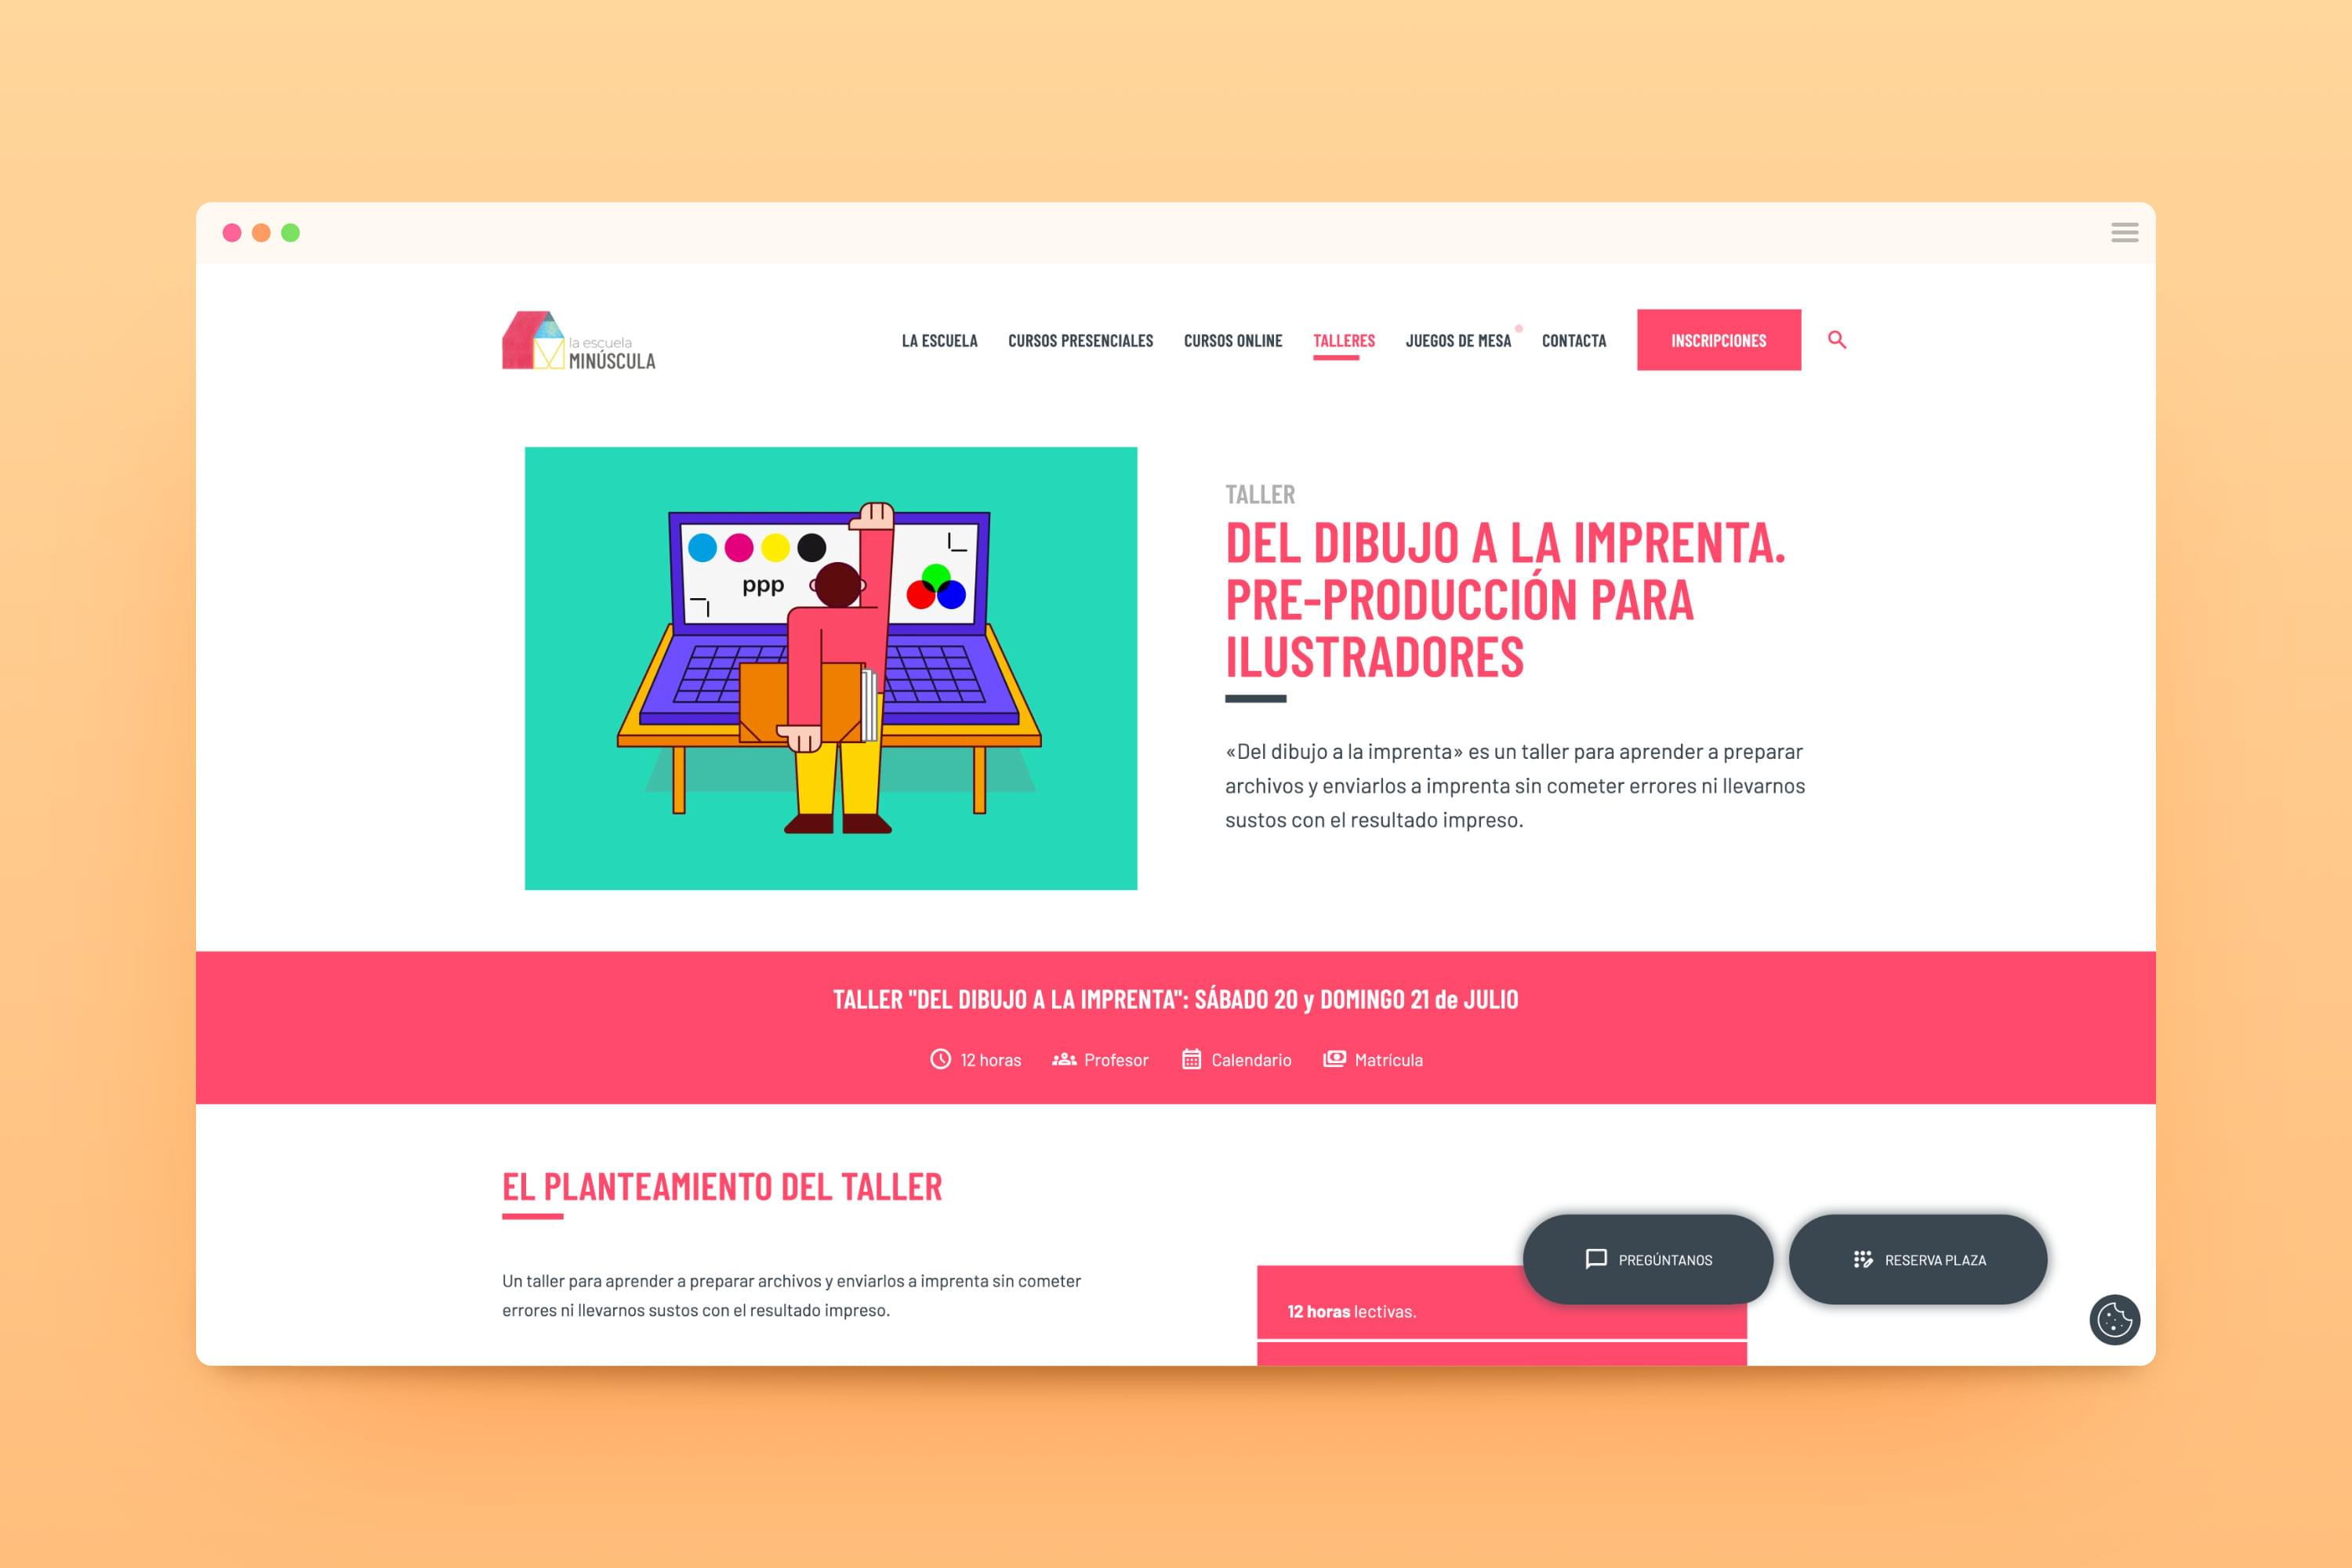 la escuela
MINÚSCULA
LA ESCUELA
CURSOS PRESENCIALES
CURSOS ONLINE
TALLERES
JUEGOS DE MESA
CONTACTA
INSCRIPCIONES
ppp
TALLER
DEL DIBUJO A LA IMPRENTA.
PRE-PRODUCCIÓN PARA
ILUSTRADORES
«Del dibujo a la imprenta» es un taller para aprender a preparar
archivos y enviarlos a imprenta sin cometer errores ni llevarnos
sustos con el resultado impreso.
TALLER "DEL DIBUJO A LA IMPRENTA": SÁBADO 20 y DOMINGO 21 de JULIO
12 horas
Profesor
Calendario
Matrícula
EL PLANTEAMIENTO DEL TALLER
Un taller para aprender a preparar archivos y enviarlos a imprenta sin cometer
errores ni llevarnos sustos con el resultado impreso.
PREGÚNTANOS
RESERVA PLAZA
12 horas lectivas.